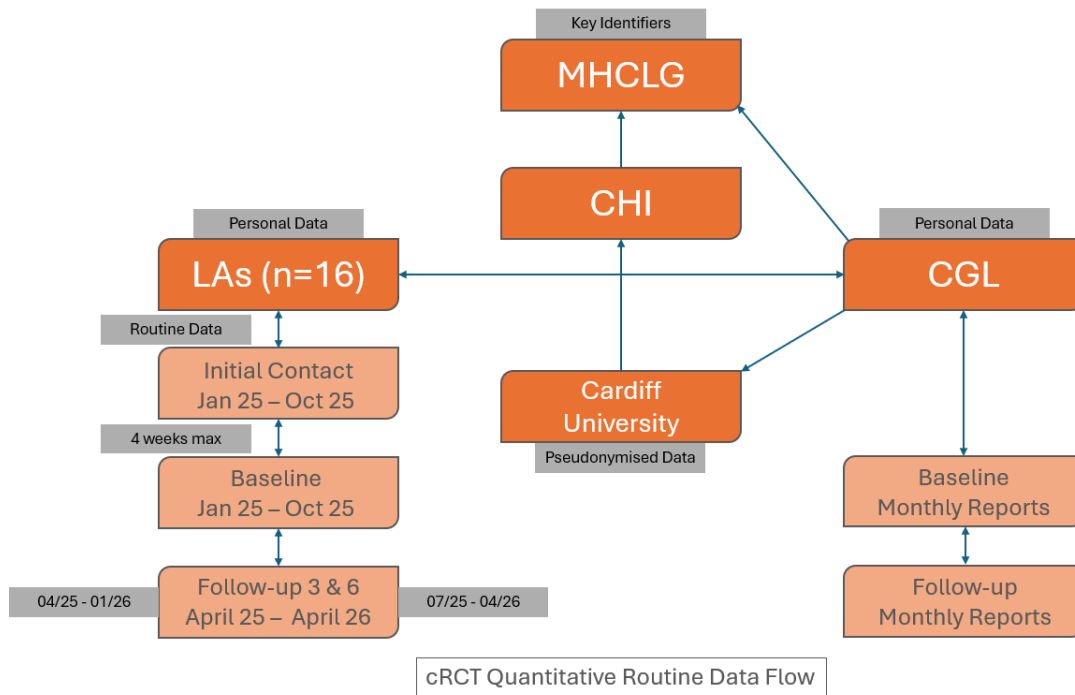 Key Identifiers
MHCLG
CHI
Personal Data
LAs (n=16)
Personal Data
CGL
Routine Data
Initial Contact
Jan 25 – Oct 25
Cardiff
University
Pseudonymised Data
4 weeks max
Baseline
Jan 25 – Oct 25
Baseline
Monthly Reports
04/25 - 01/26
Follow-up 3 & 6
April 25 – April 26
07/25 - 04/26
Follow-up
Monthly Reports
cRCT Quantitative Routine Data Flow